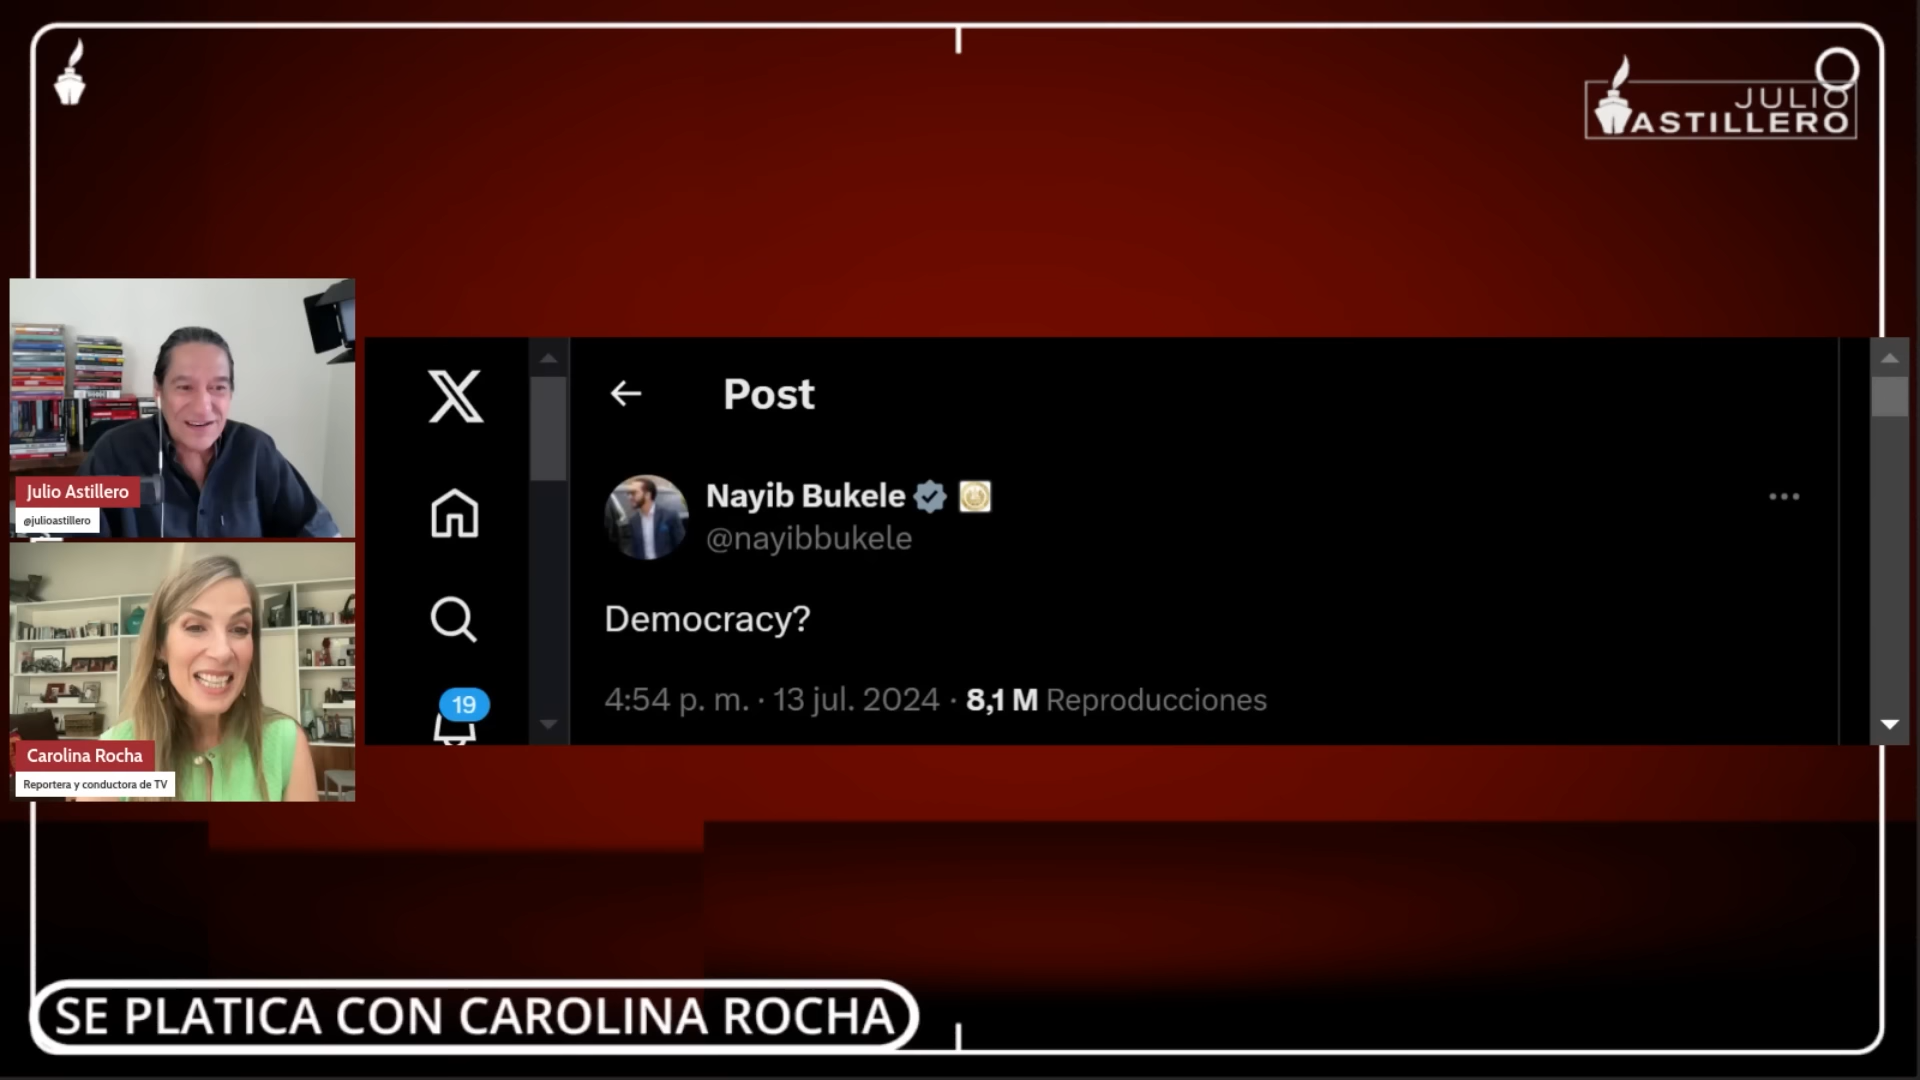 JULIO
ASTILLERO
Julio Astillero
@julioastillero
Carolina Rocha
Reportera y conductora de TV
Post
Nayib Bukele
@nayibbukele
Democracy?
4:54 p. m. · 13 jul. 2024 · 8,1 M Reproducciones
19
SE PLATICA CON CAROLINA ROCHA